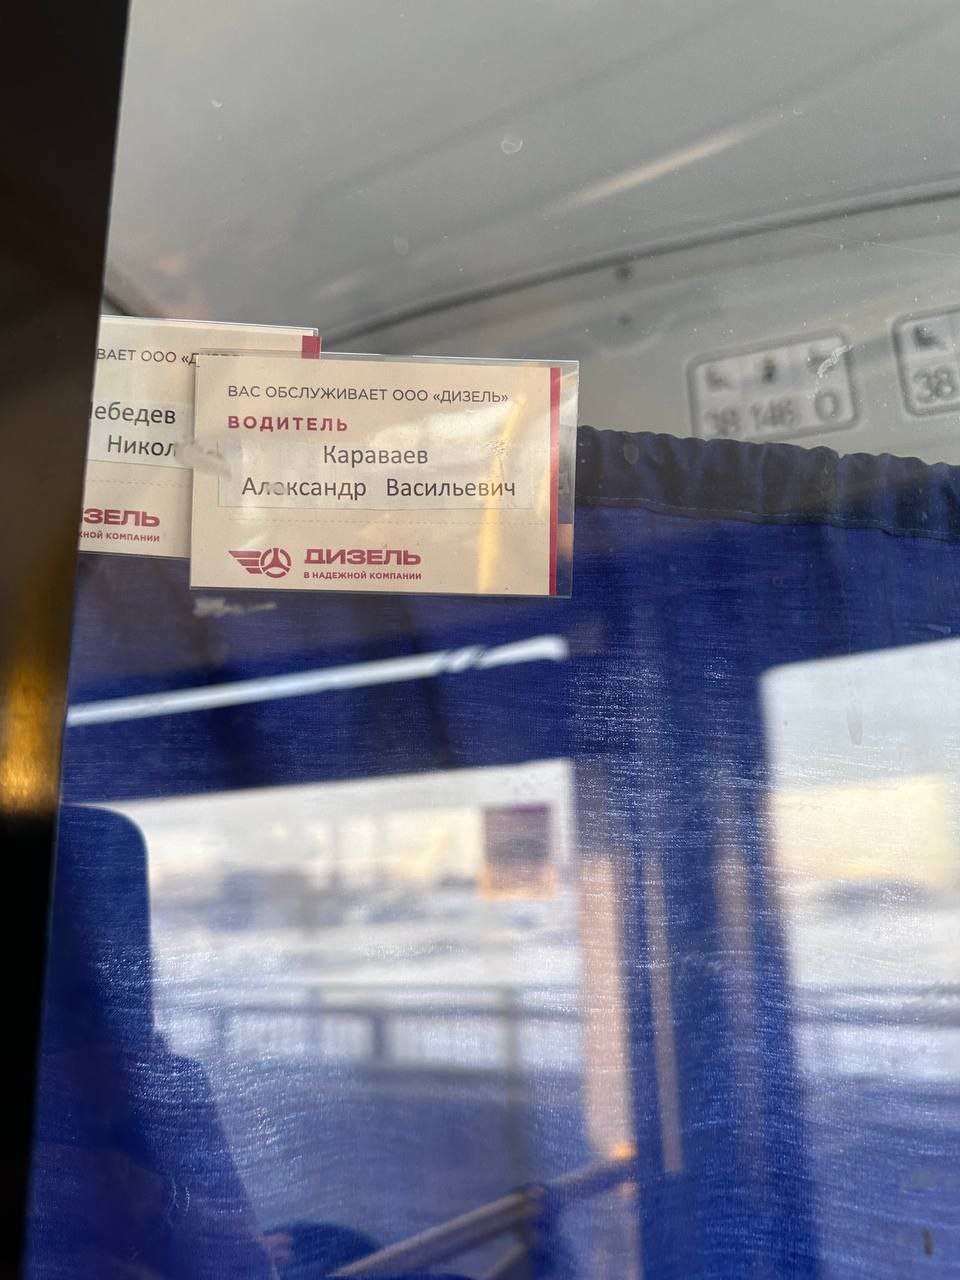 ВАЕТ ООО
ебедев
Никол
ЗЕЛЬ
НОЙ КОМПАНИИ
ВАС ОБСЛУЖИВАЕТ ООО «ДИЗЕЛЬ»
ВОДИТЕЛЬ
Караваев
Александр Васильевич
ДИЗЕЛЬ
В НАДЕЖНОЙ КОМПАНИИ
38 146 0
38